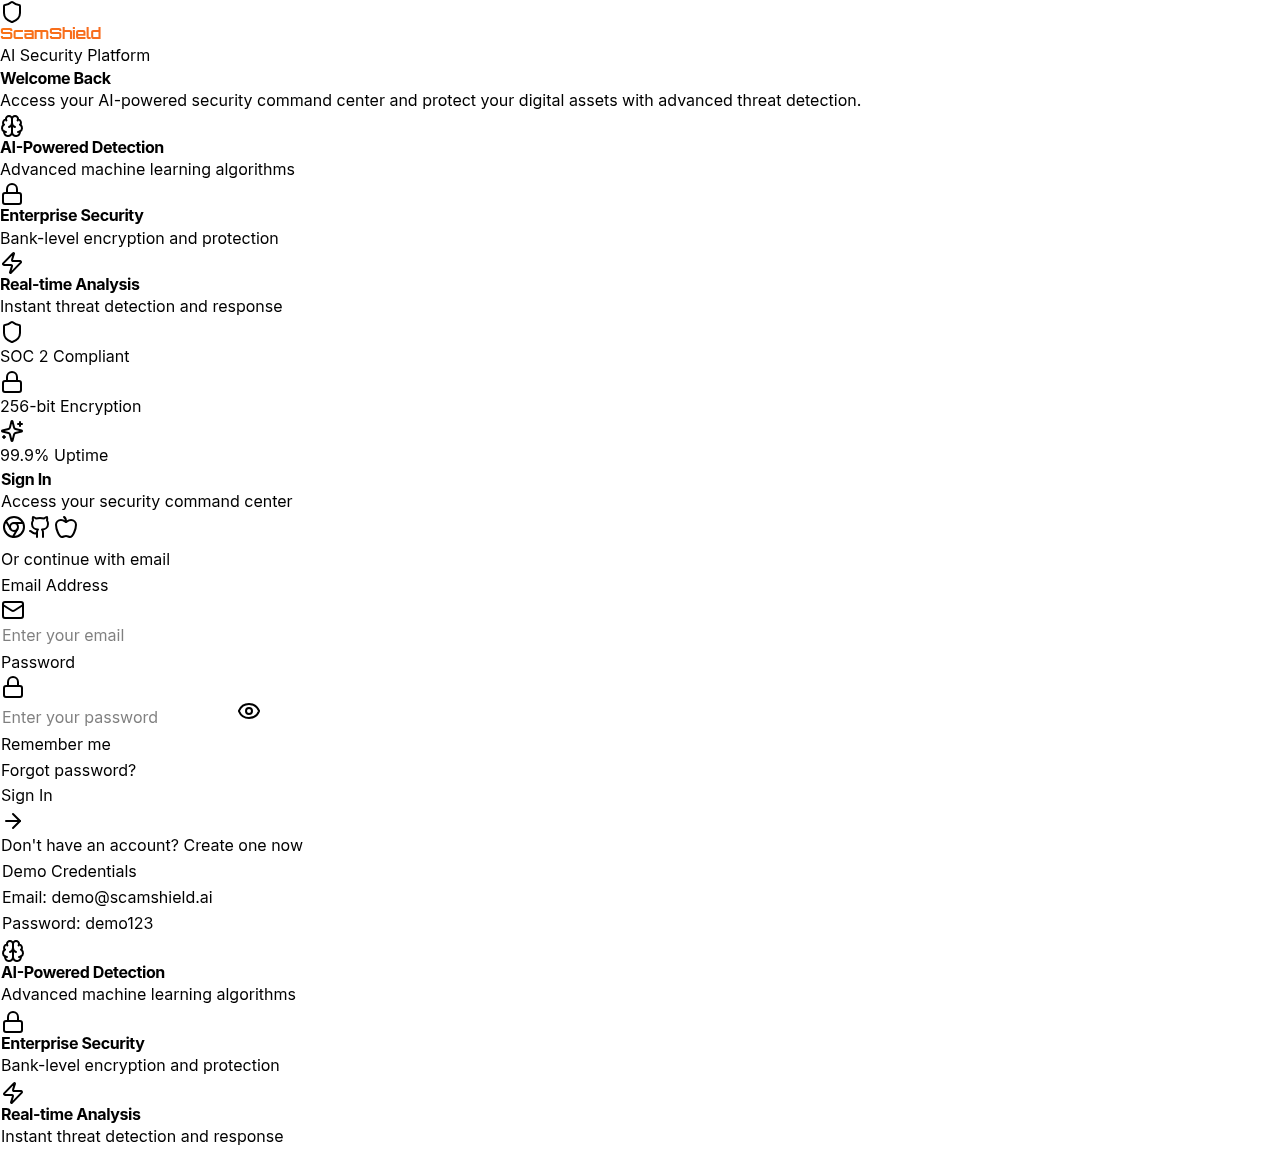 ScamShield
AI Security Platform
Welcome Back
Access your AI-powered security command center and protect your digital assets with advanced threat detection.
AI-Powered Detection
Advanced machine learning algorithms
Enterprise Security
Bank-level encryption and protection
Real-time Analysis
Instant threat detection and response
SOC 2 Compliant
256-bit Encryption
99.9% Uptime
Sign In
Access your security command center
Or continue with email
Email Address
Enter your email
Password
Enter your password
Remember me
Forgot password?
Sign In
Don't have an account? Create one now
Demo Credentials
Email: demo@scamshield.ai
Password: demo123
AI-Powered Detection
Advanced machine learning algorithms
Enterprise Security
Bank-level encryption and protection
Real-time Analysis
Instant threat detection and response